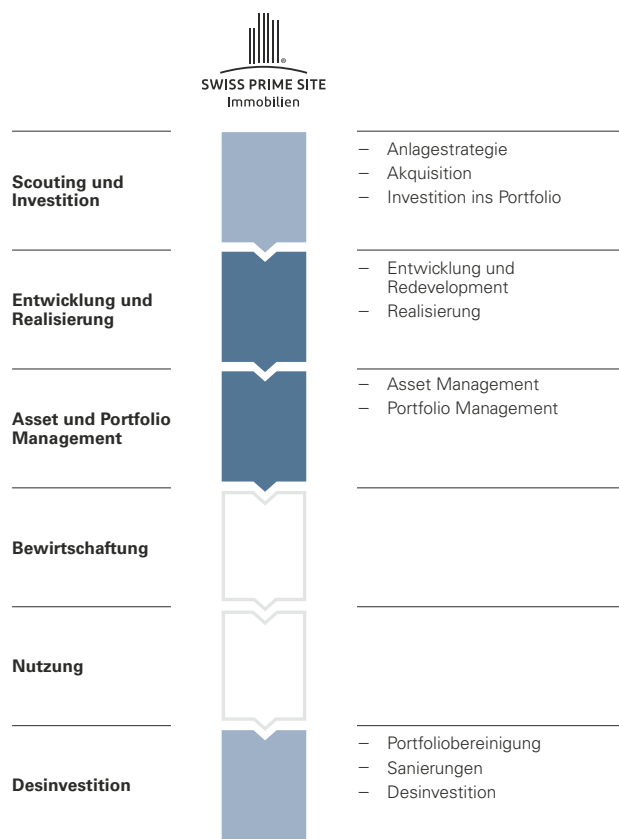 SWISS PRIME SITE
Immobilien
Scouting und
Investition
– Anlagestrategie
– Akquisition
– Investition ins Portfolio
Entwicklung und
Realisierung
– Entwicklung und
Redevelopment
– Realisierung
Asset und Portfolio
Management
– Asset Management
– Portfolio Management
Bewirtschaftung
Nutzung
Desinvestition
– Portfoliobereinigung
– Sanierungen
– Desinvestition